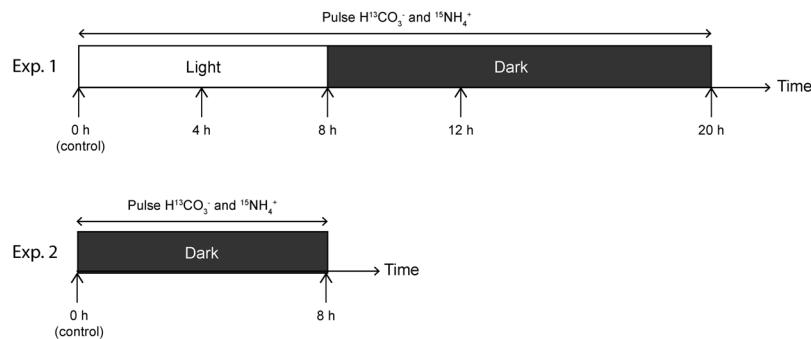 Pulse H¹³CO₃⁻ and ¹⁵NH₄⁺
Exp. 1
Light
Dark
Time
0 h
(control)
4 h
8 h
12 h
20 h
Pulse H¹³CO₃⁻ and ¹⁵NH₄⁺
Exp. 2
Dark
Time
0 h
(control)
8 h